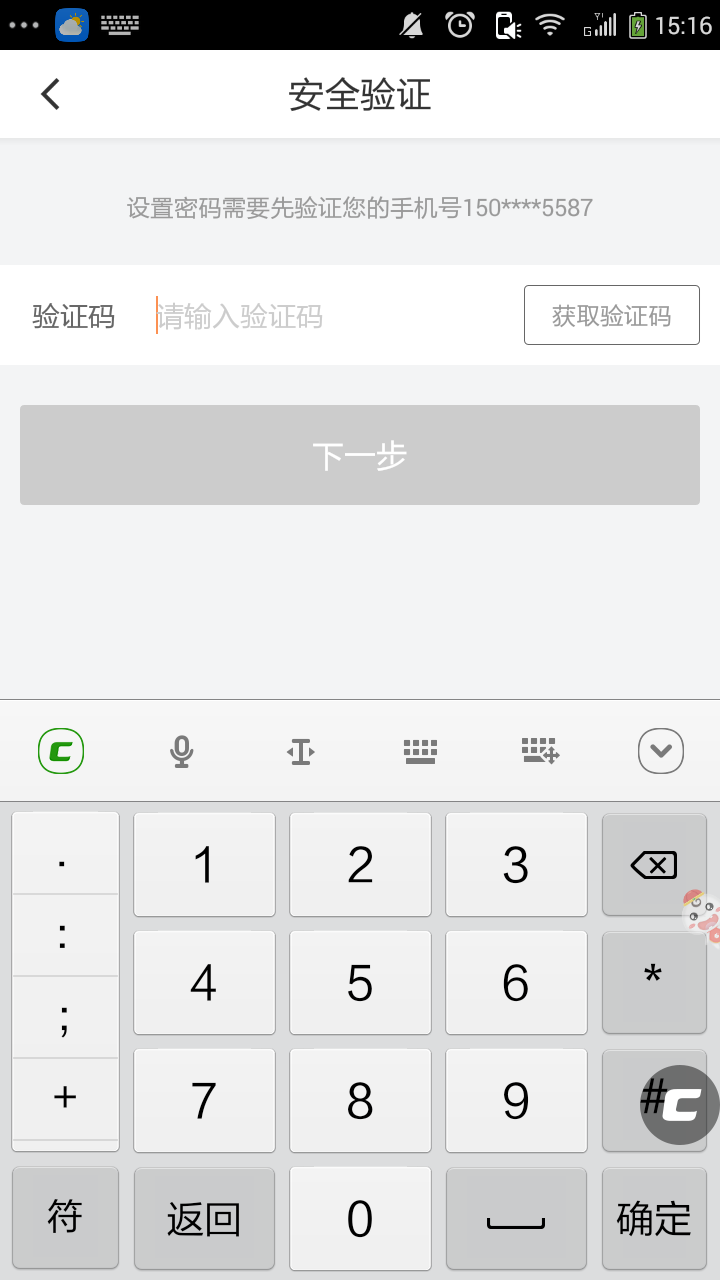 15:16
安全验证
设置密码需要先验证您的手机号150****5587
验证码 请输入验证码 获取验证码
下一步
. 1 2 3
: 4 5 6 *
;
+ 7 8 9 #
符 返回 0 确定